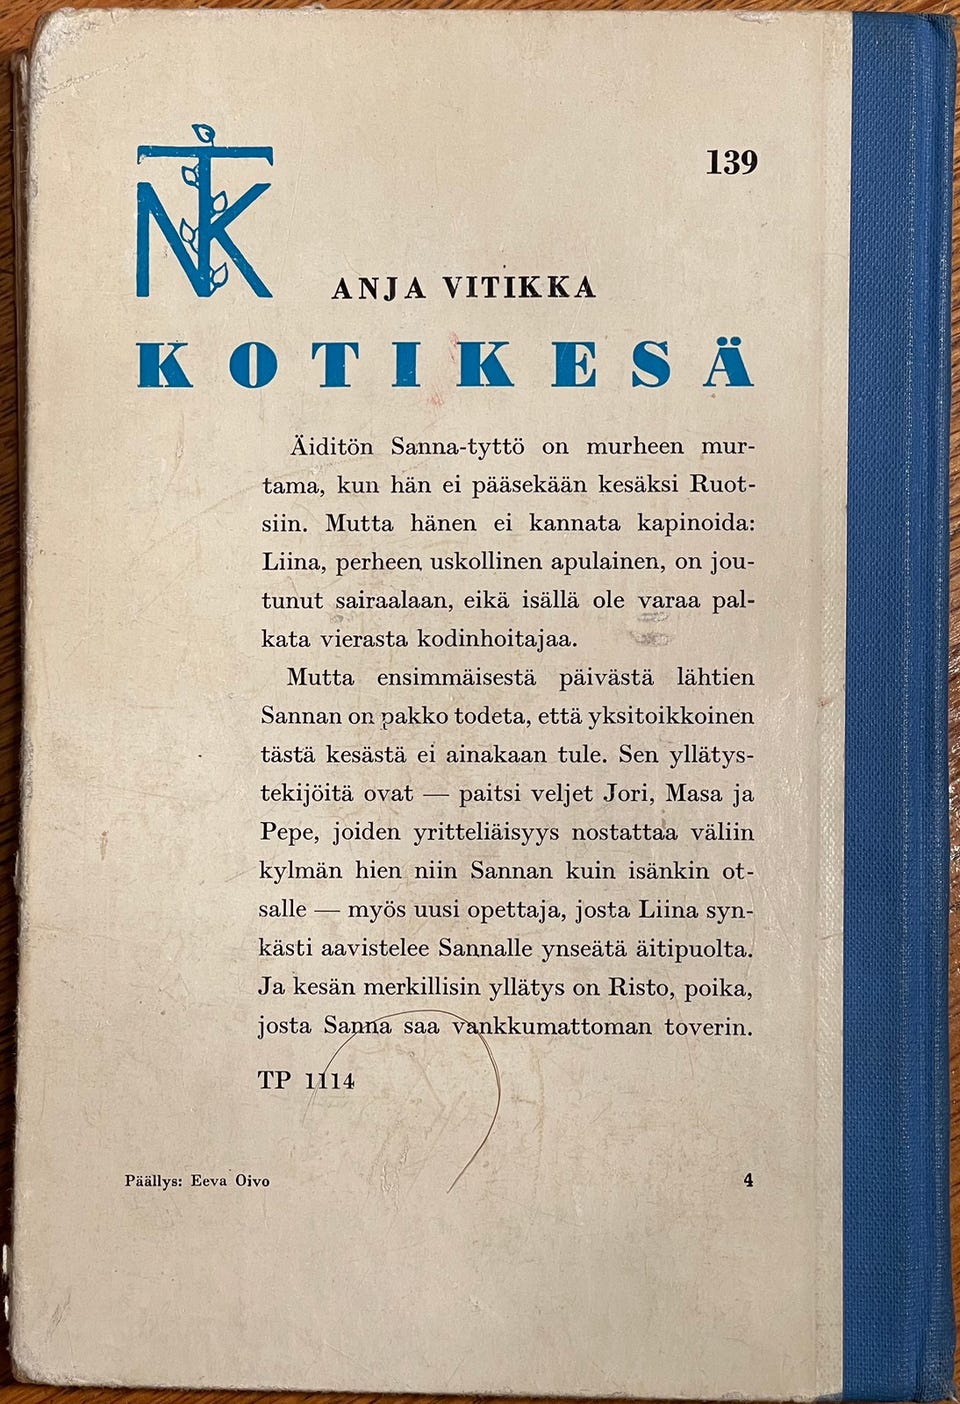 NTK
139
ANJA VITIKKA
KOTIKESÄ
Äiditön Sanna-tyttö on murheen mur-
tama, kun hän ei pääsekään kesäksi Ruot-
siin. Mutta hänen ei kannata kapinoida:
Liina, perheen uskollinen apulainen, on jou-
tunut sairaalaan, eikä isällä ole varaa pal-
kata vierasta kodinhoitajaa.
Mutta ensimmäisestä päivästä lähtien
Sannan on pakko todeta, että yksitoikkoinen
tästä kesästä ei ainakaan tule. Sen yllätys-
tekijöitä ovat — paitsi veljet Jori, Masa ja
Pepe, joiden yritteliäisyys nostattaa väliin
kylmän hien niin Sannan kuin isänkin ot-
salle — myös uusi opettaja, josta Liina syn-
kästi aavistelee Sannalle ynseätä äitipuolta.
Ja kesän merkillisin yllätys on Risto, poika,
josta Sanna saa vankkumattoman toverin.
TP 1114
Päällys: Eeva Oivo
4